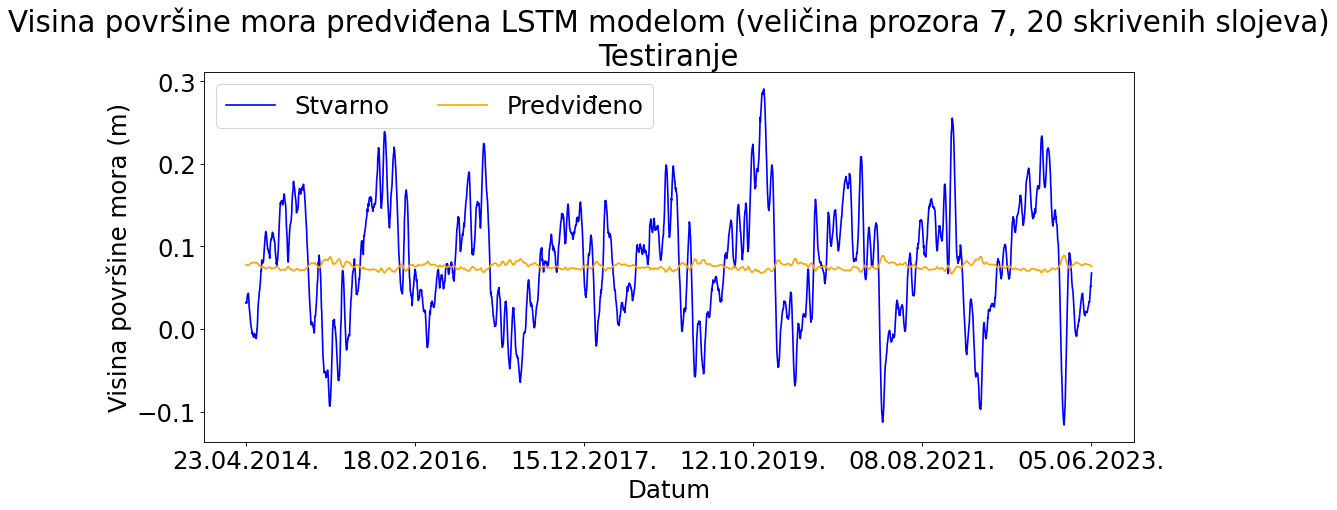 Visina površine mora predviđena LSTM modelom (veličina prozora 7, 20 skrivenih slojeva)
Testiranje
Stvarno
Predviđeno
Visina površine mora (m)
0.3
0.2
0.1
0.0
−0.1
23.04.2014.
18.02.2016.
15.12.2017.
12.10.2019.
08.08.2021.
05.06.2023.
Datum